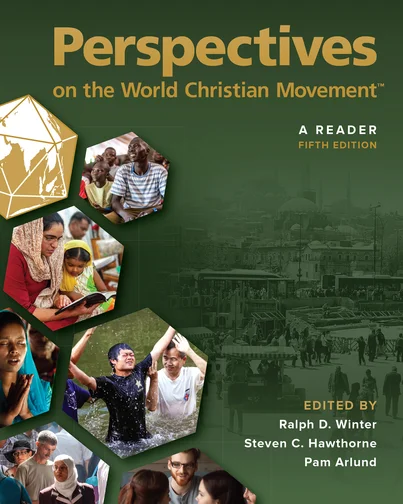 Perspectives
on the World Christian Movement™
A READER
FIFTH EDITION
EDITED BY
Ralph D. Winter
Steven C. Hawthorne
Pam Arlund